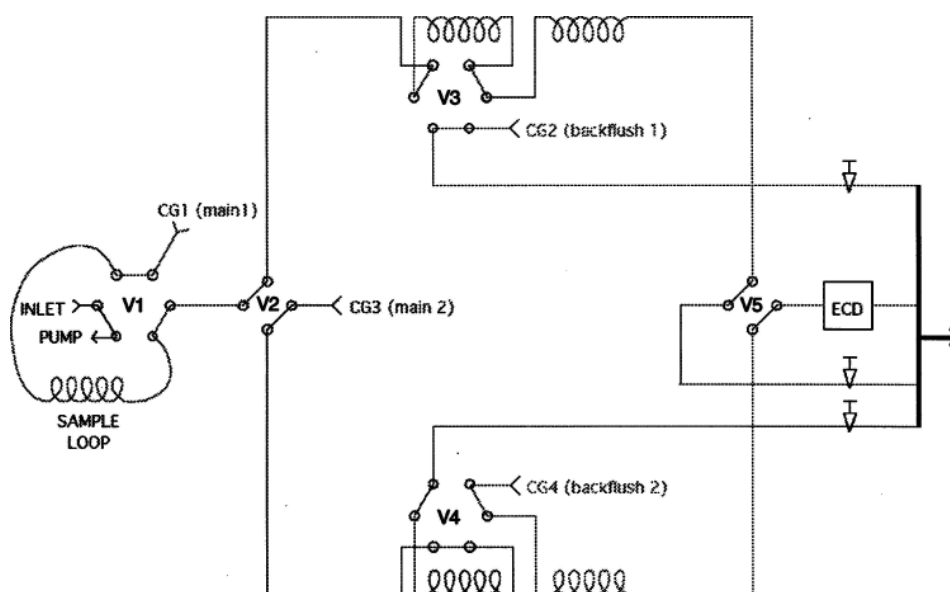 V3
CG2 (backflush 1)
CG1 (main1)
INLET
V1
V2
CG3 (main 2)
V5
ECD
PUMP
SAMPLE
LOOP
CG4 (backflush 2)
V4